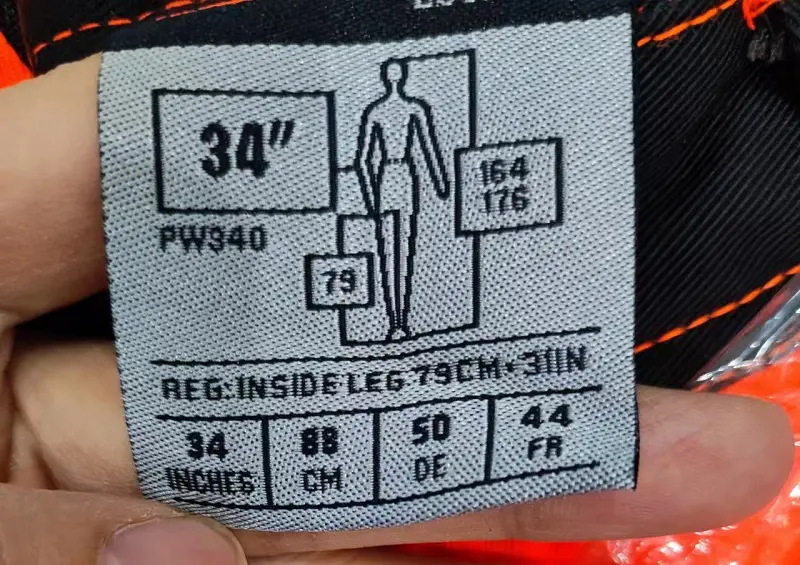 34"
164
176
PW340
79
REG:INSIDE LEG 79CM•31IN
34 88 50 44
INCHES CM DE FR